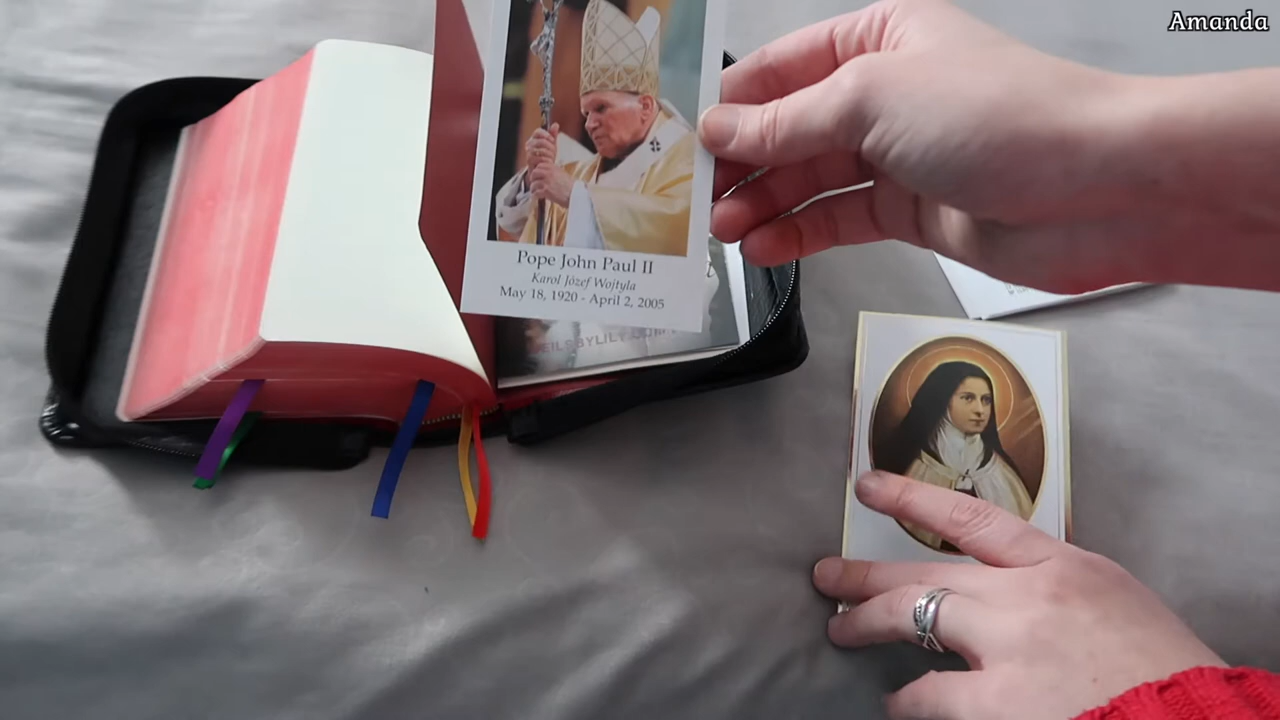 Amanda
Pope John Paul II
Karol Józef Wojtyla
May 18, 1920 - April 2, 2005